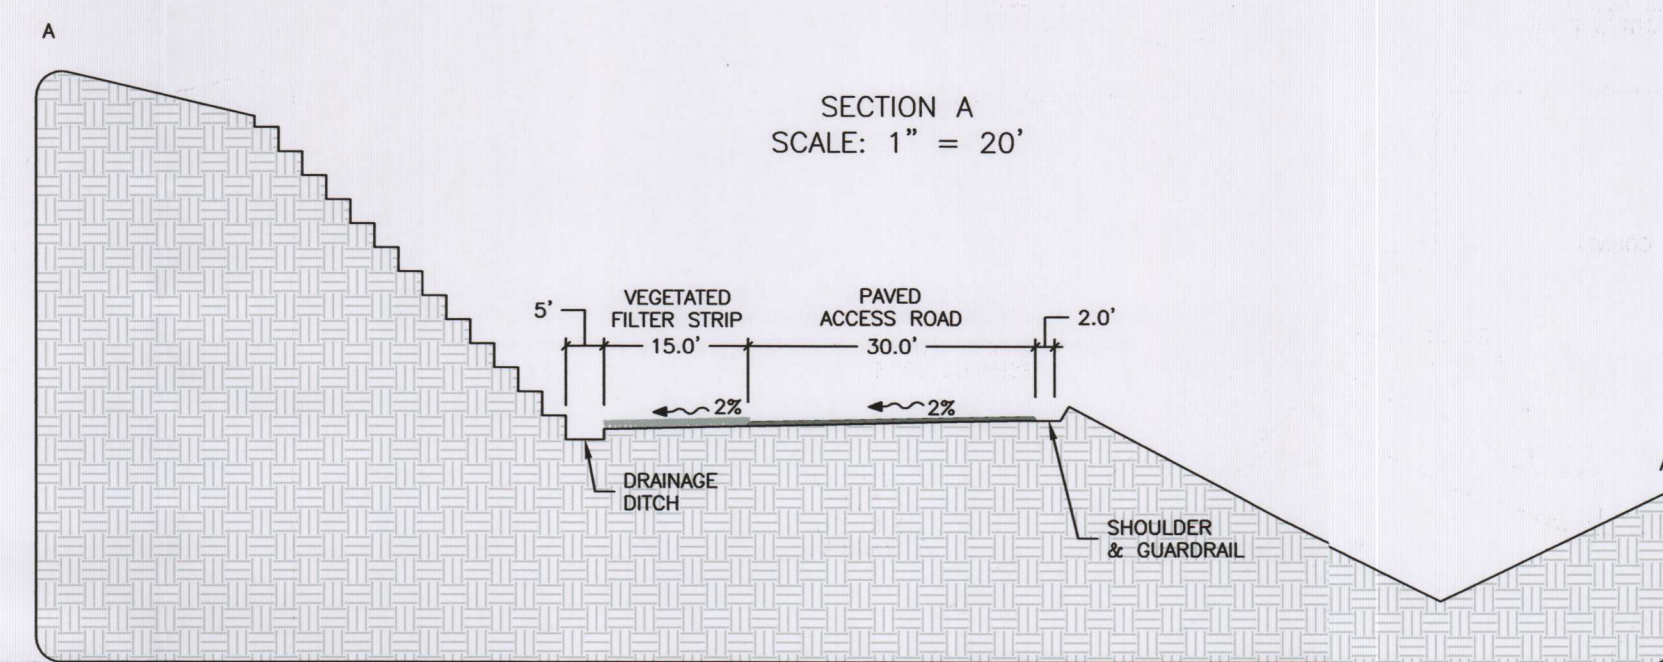 A
SECTION A
SCALE: 1" = 20'
5'
VEGETATED
FILTER STRIP
15.0'
PAVED
ACCESS ROAD
30.0'
2.0'
2%
2%
DRAINAGE
DITCH
SHOULDER
& GUARDRAIL